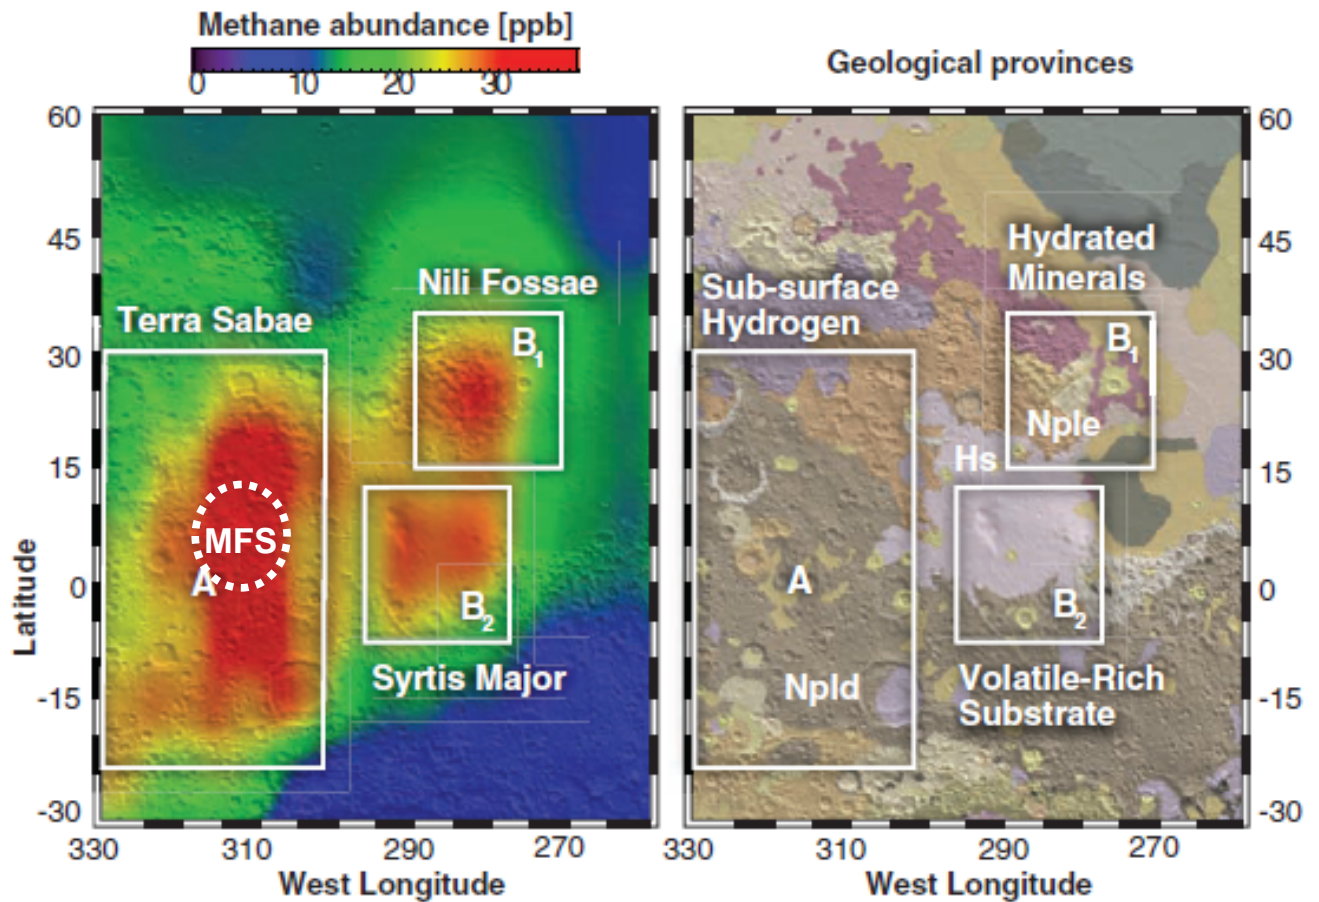 Methane abundance [ppb]
0 10 20 30
Geological provinces
60
45
30
15
0
-15
-30
Latitude
Terra Sabae
Nili Fossae
B1
MFS
A
B2
Syrtis Major
330 310 290 270
West Longitude
Hydrated
Minerals
Sub-surface
Hydrogen
B1
Nple
Hs
A
B2
Npld
Volatile-Rich
Substrate
60
45
30
15
0
-15
-30
330 310 290 270
West Longitude